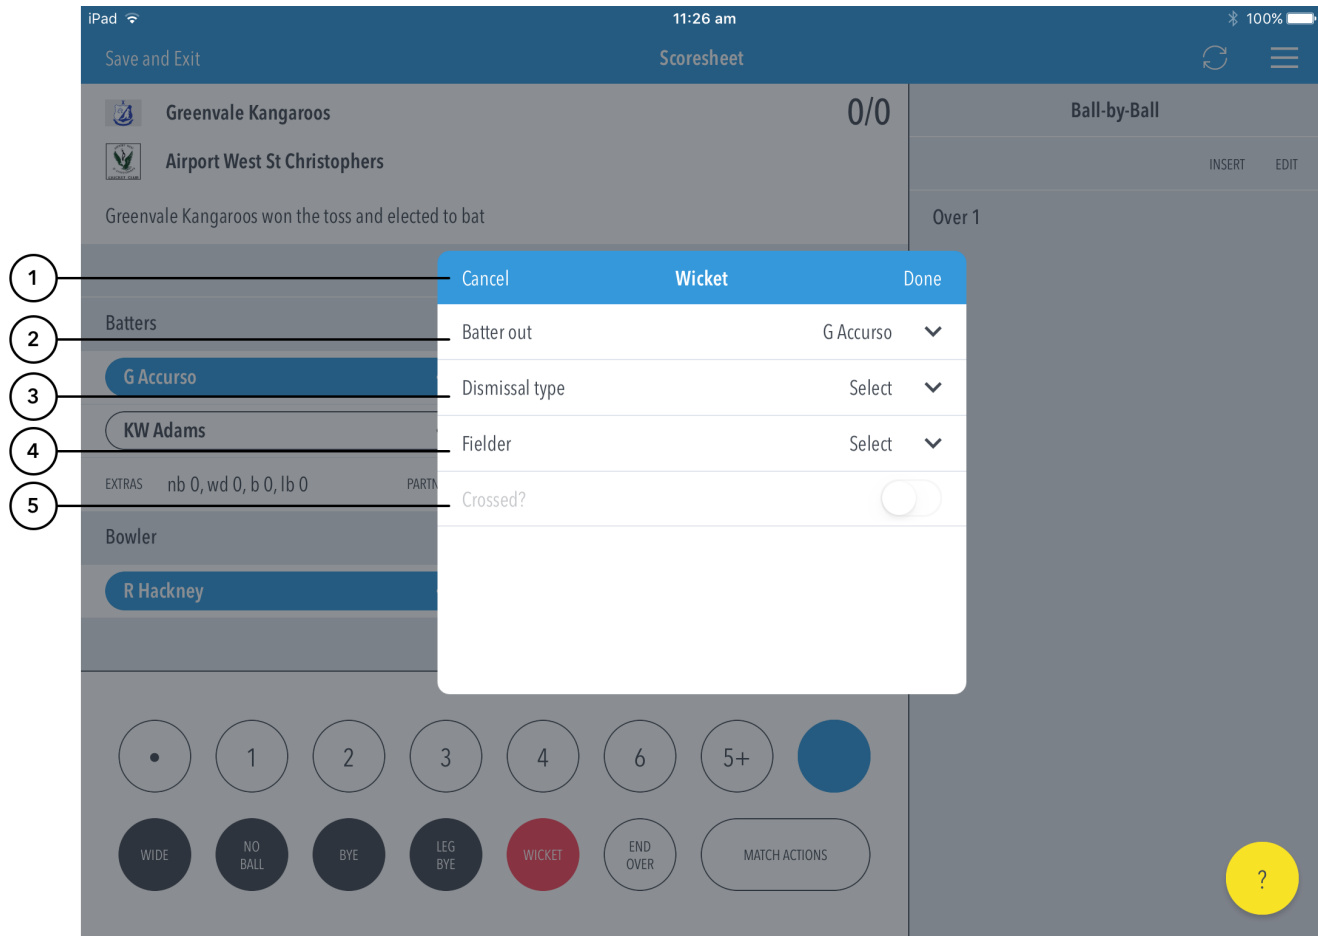 iPad 11:26 am 100%
Save and Exit Scoresheet
Greenvale Kangaroos 0/0 Ball-by-Ball
Airport West St Christophers INSERT EDIT
Greenvale Kangaroos won the toss and elected to bat Over 1
1 Cancel Wicket Done
Batters
2 Batter out G Accurso
G Accurso
3 Dismissal type Select
KW Adams
4 Fielder Select
EXTRAS nb 0, wd 0, b 0, lb 0
5 Crossed?
Bowler
R Hackney
1 2 3 4 6 5+
WIDE NO BALL BYE LEG BYE WICKET END OVER MATCH ACTIONS
?